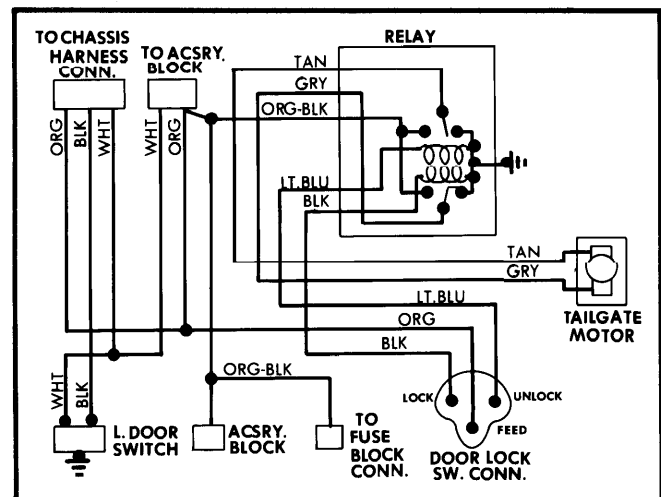 RELAY
TO CHASSIS
HARNESS
CONN.
TO ACSRY.
BLOCK
TAN
GRY
ORG-BLK
ORG
BLK
WHT
WHT
ORG
LT.BLU
BLK
TAN
GRY
LT.BLU
ORG
BLK
TAILGATE
MOTOR
WHT
BLK
ORG-BLK
LOCK
UNLOCK
FEED
L. DOOR
SWITCH
ACSRY.
BLOCK
TO
FUSE
BLOCK
CONN.
DOOR LOCK
SW. CONN.